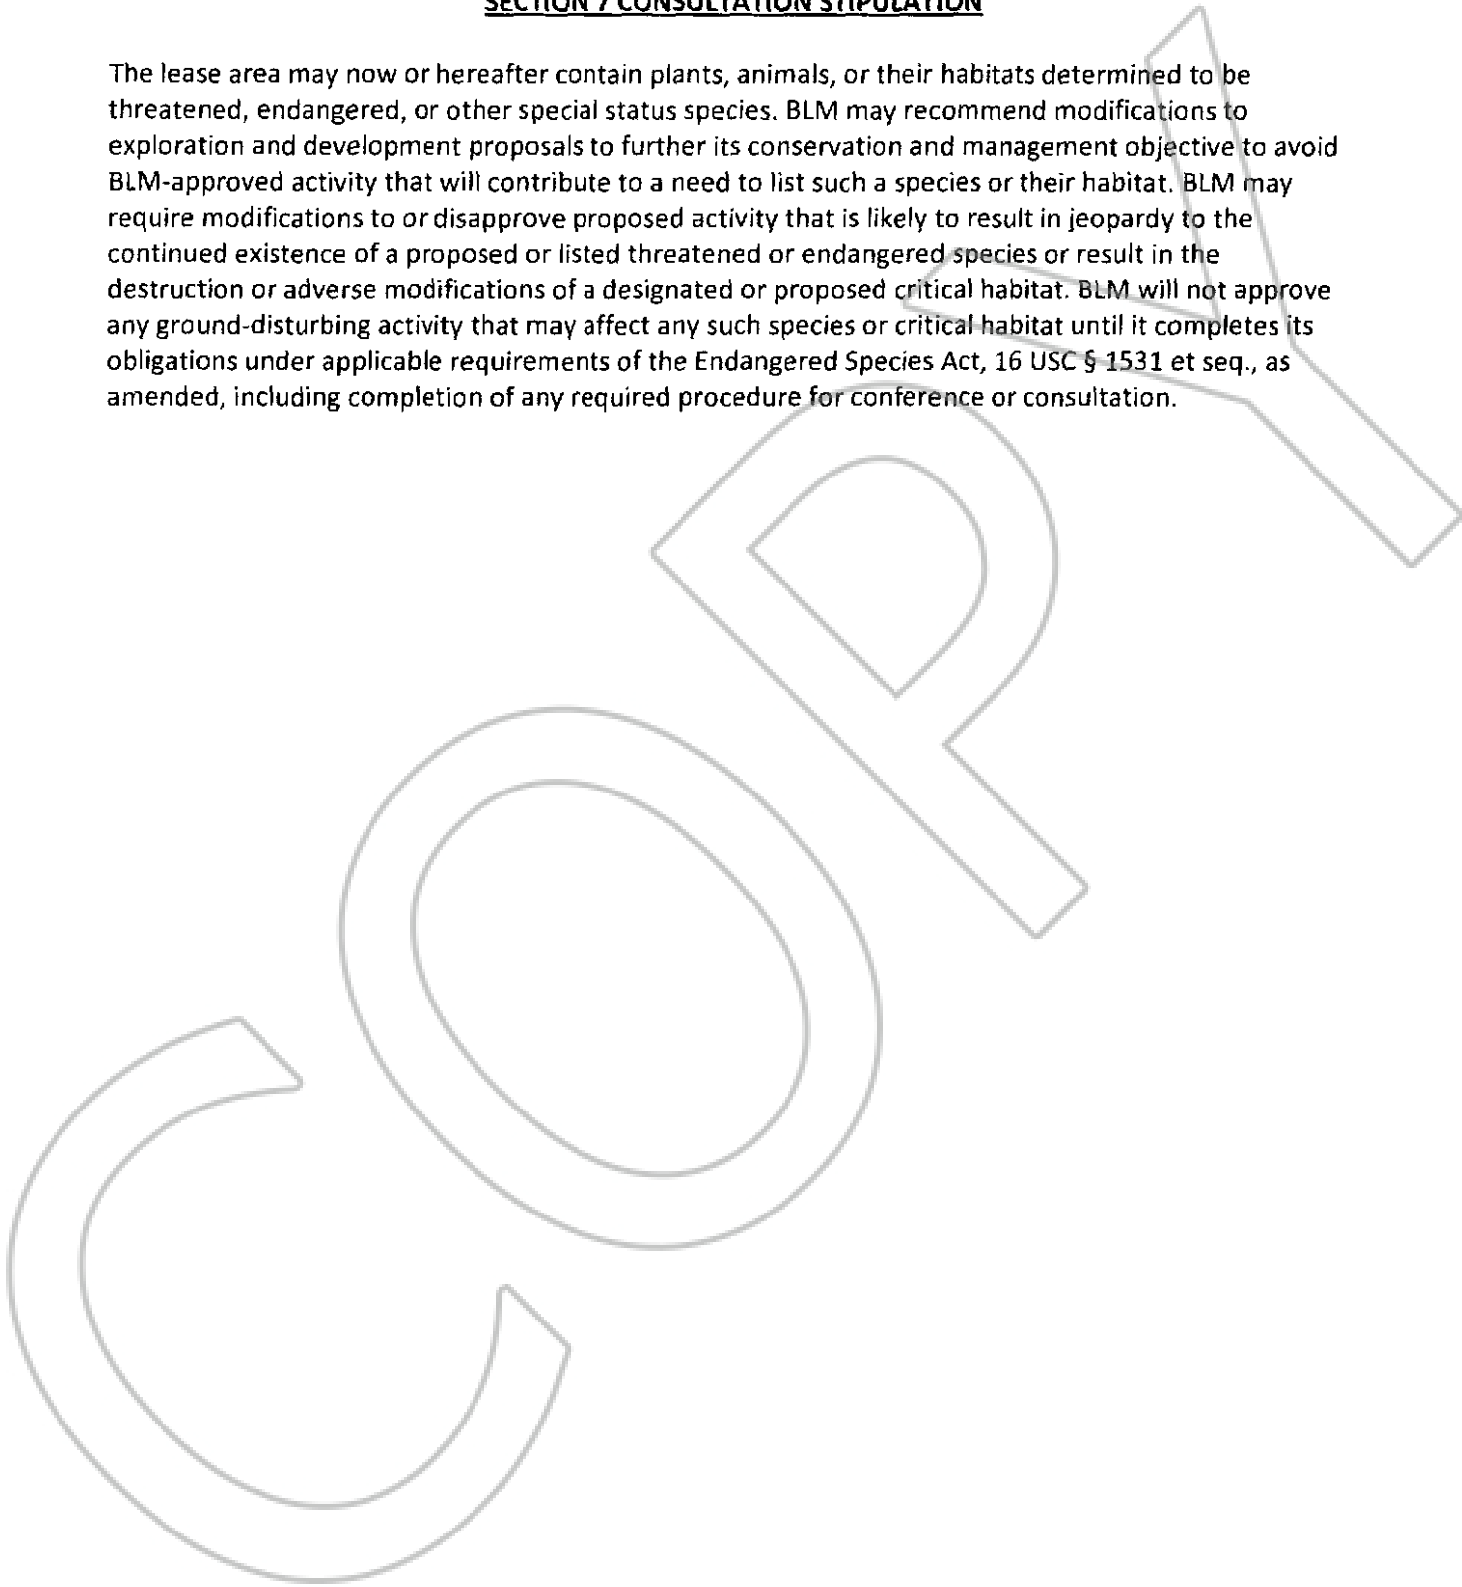 SECTION 7 CONSULTATION STIPULATION
The lease area may now or hereafter contain plants, animals, or their habitats determined to be
threatened, endangered, or other special status species. BLM may recommend modifications to
exploration and development proposals to further its conservation and management objective to avoid
BLM-approved activity that will contribute to a need to list such a species or their habitat. BLM may
require modifications to or disapprove proposed activity that is likely to result in jeopardy to the
continued existence of a proposed or listed threatened or endangered species or result in the
destruction or adverse modifications of a designated or proposed critical habitat. BLM will not approve
any ground-disturbing activity that may affect any such species or critical habitat until it completes its
obligations under applicable requirements of the Endangered Species Act, 16 USC § 1531 et seq., as
amended, including completion of any required procedure for conference or consultation.
COPY